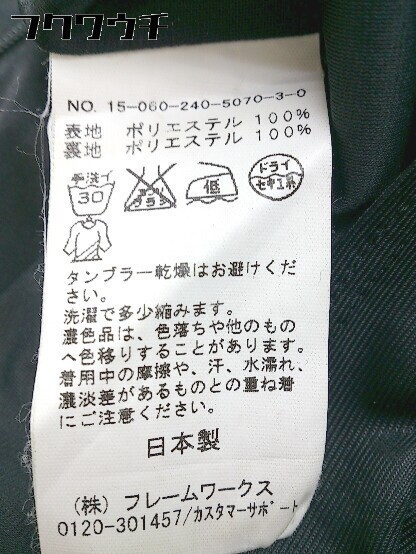 フクワウチ
NO. 15-060-240-5070-3-0
表地 ポリエステル 100%
裏地 ポリエステル 100%
手洗イ 30
低
ドライ
セキユ系
タンブラー乾燥はお避けくだ
さい。
洗濯で多少縮みます。
濃色品は、色落ちや他のもの
へ色移りすることがあります。
着用中の摩擦や、汗、水濡れ、
濃淡差があるものとの重ね着
にご注意ください。
日本製
(株) フレームワークス
0120-301457/カスタマーサポート